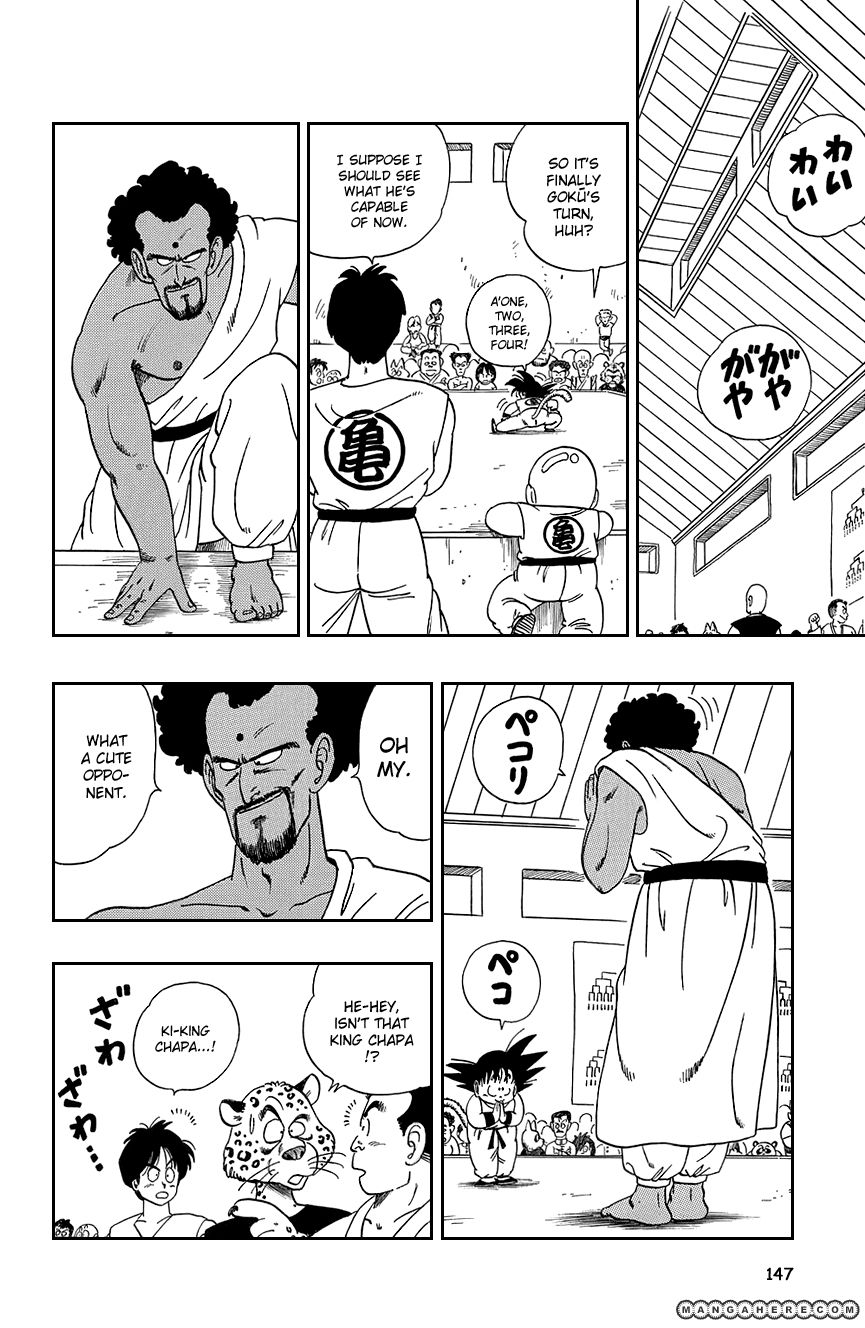 わい
わい
がや
がや
SO IT'S
FINALLY
GOKŪ'S
TURN,
HUH?
I SUPPOSE I
SHOULD SEE
WHAT HE'S
CAPABLE
OF NOW.
A'ONE,
TWO,
THREE,
FOUR!
亀
亀
ペコリ
ペコ
OH
MY.
WHAT
A CUTE
OPPO-
NENT.
HE-HEY,
ISN'T THAT
KING CHAPA
!?
KI-KING
CHAPA...!
ざわ
ざわ...
147
MANGAHERE.COM